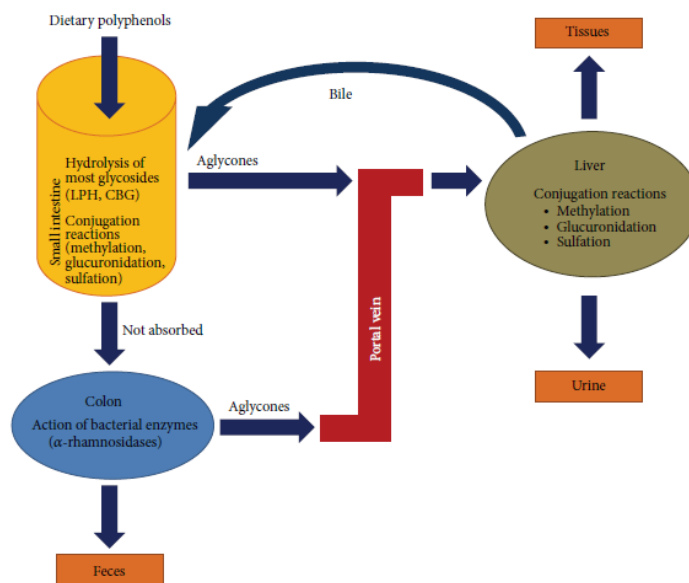 Dietary polyphenols
Tissues
Bile
Small intestine
Hydrolysis of
most glycosides
(LPH, CBG)
Conjugation
reactions
(methylation,
glucuronidation,
sulfation)
Aglycones
Liver
Conjugation reactions
• Methylation
• Glucuronidation
• Sulfation
Portal vein
Not absorbed
Colon
Action of bacterial enzymes
(α-rhamnosidases)
Aglycones
Urine
Feces